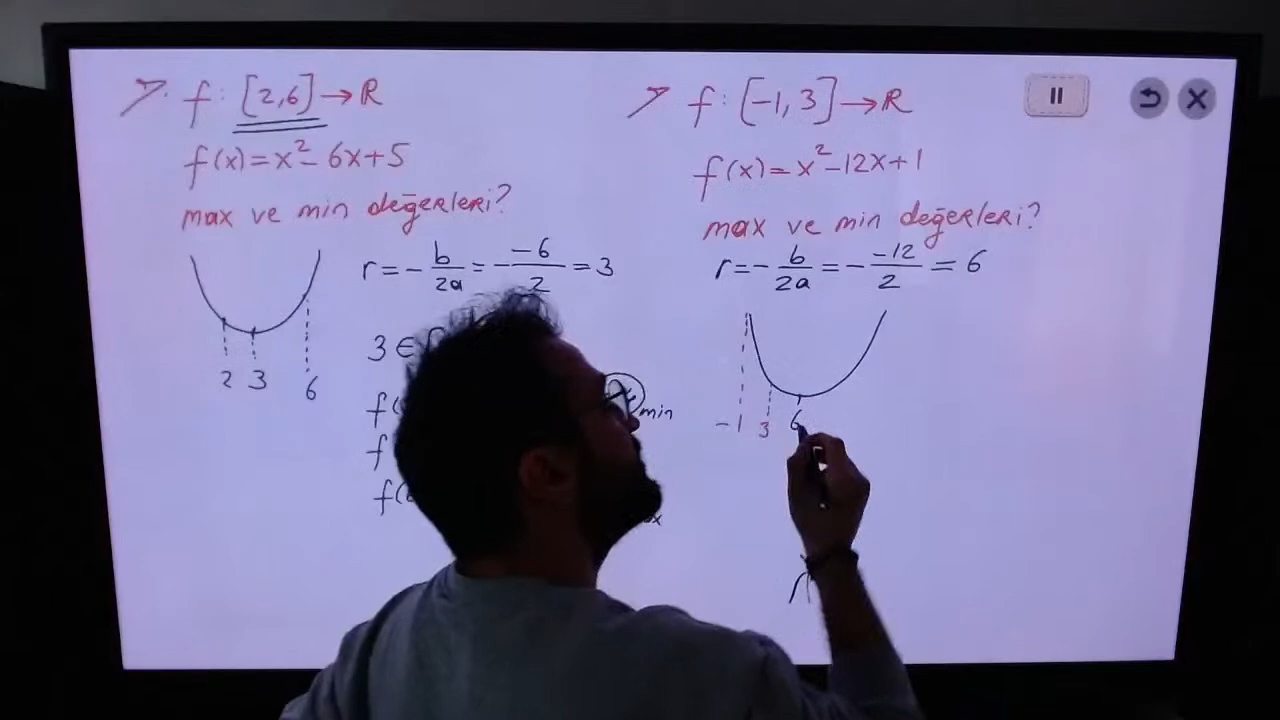 f: [2,6] → R
f(x) = x² - 6x + 5
max ve min değerleri?
r = - b/2a = - -6/2 = 3
2 3 6
3 ∈
min
f: [-1, 3] → R
f(x) = x² - 12x + 1
max ve min değerleri?
r = - b/2a = - -12/2 = 6
-1 3 6